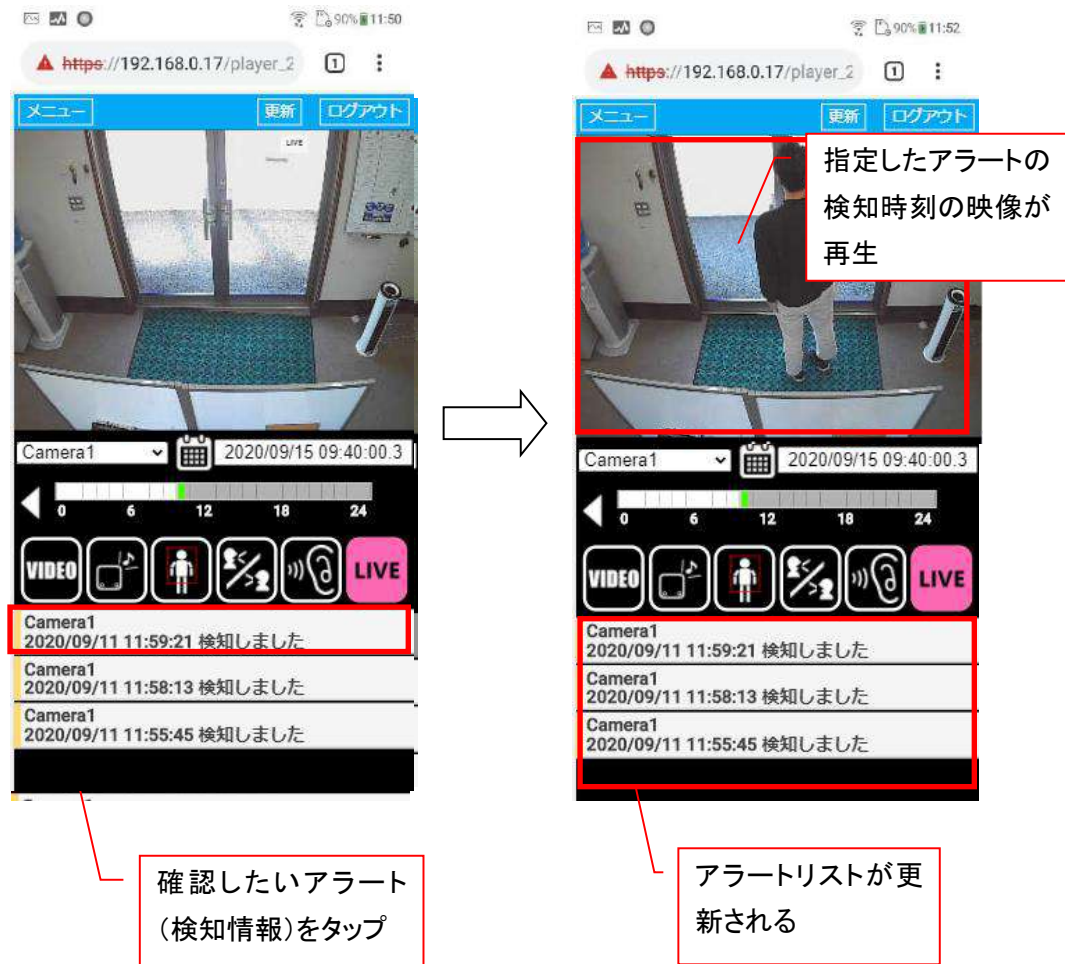 90% 11:50
https://192.168.0.17/player_2
1
メニュー
更新
ログアウト
LIVE
Camera1
2020/09/15 09:40:00.3
0 6 12 18 24
VIDEO
LIVE
Camera1
2020/09/11 11:59:21 検知しました
Camera1
2020/09/11 11:58:13 検知しました
Camera1
2020/09/11 11:55:45 検知しました
確認したいアラート
（検知情報）をタップ
90% 11:52
https://192.168.0.17/player_2
1
メニュー
更新
ログアウト
指定したアラートの
検知時刻の映像が
再生
Camera1
2020/09/15 09:40:00.3
0 6 12 18 24
VIDEO
LIVE
Camera1
2020/09/11 11:59:21 検知しました
Camera1
2020/09/11 11:58:13 検知しました
Camera1
2020/09/11 11:55:45 検知しました
アラートリストが更
新される